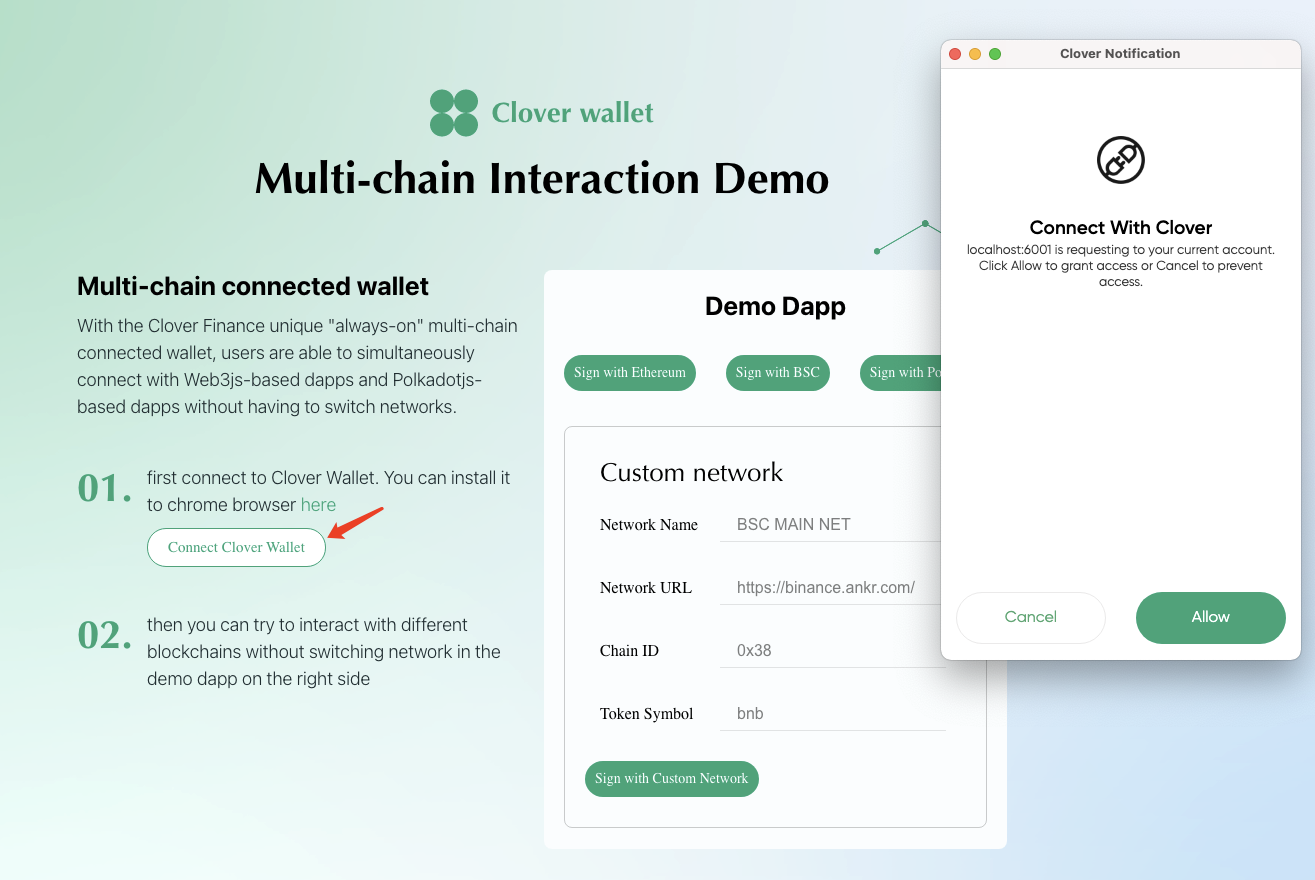 Clover wallet
Multi-chain Interaction Demo
Multi-chain connected wallet
With the Clover Finance unique "always-on" multi-chain
connected wallet, users are able to simultaneously
connect with Web3js-based dapps and Polkadotjs-
based dapps without having to switch networks.
01.
first connect to Clover Wallet. You can install it
to chrome browser here
Connect Clover Wallet
02.
then you can try to interact with different
blockchains without switching network in the
demo dapp on the right side
Demo Dapp
Sign with Ethereum
Sign with BSC
Sign with
Custom network
Network Name BSC MAIN NET
Network URL https://binance.ankr.com/
Chain ID 0x38
Token Symbol bnb
Sign with Custom Network
Clover Notification
Connect With Clover
localhost:6001 is requesting to your current account.
Click Allow to grant access or Cancel to prevent
access.
Cancel
Allow